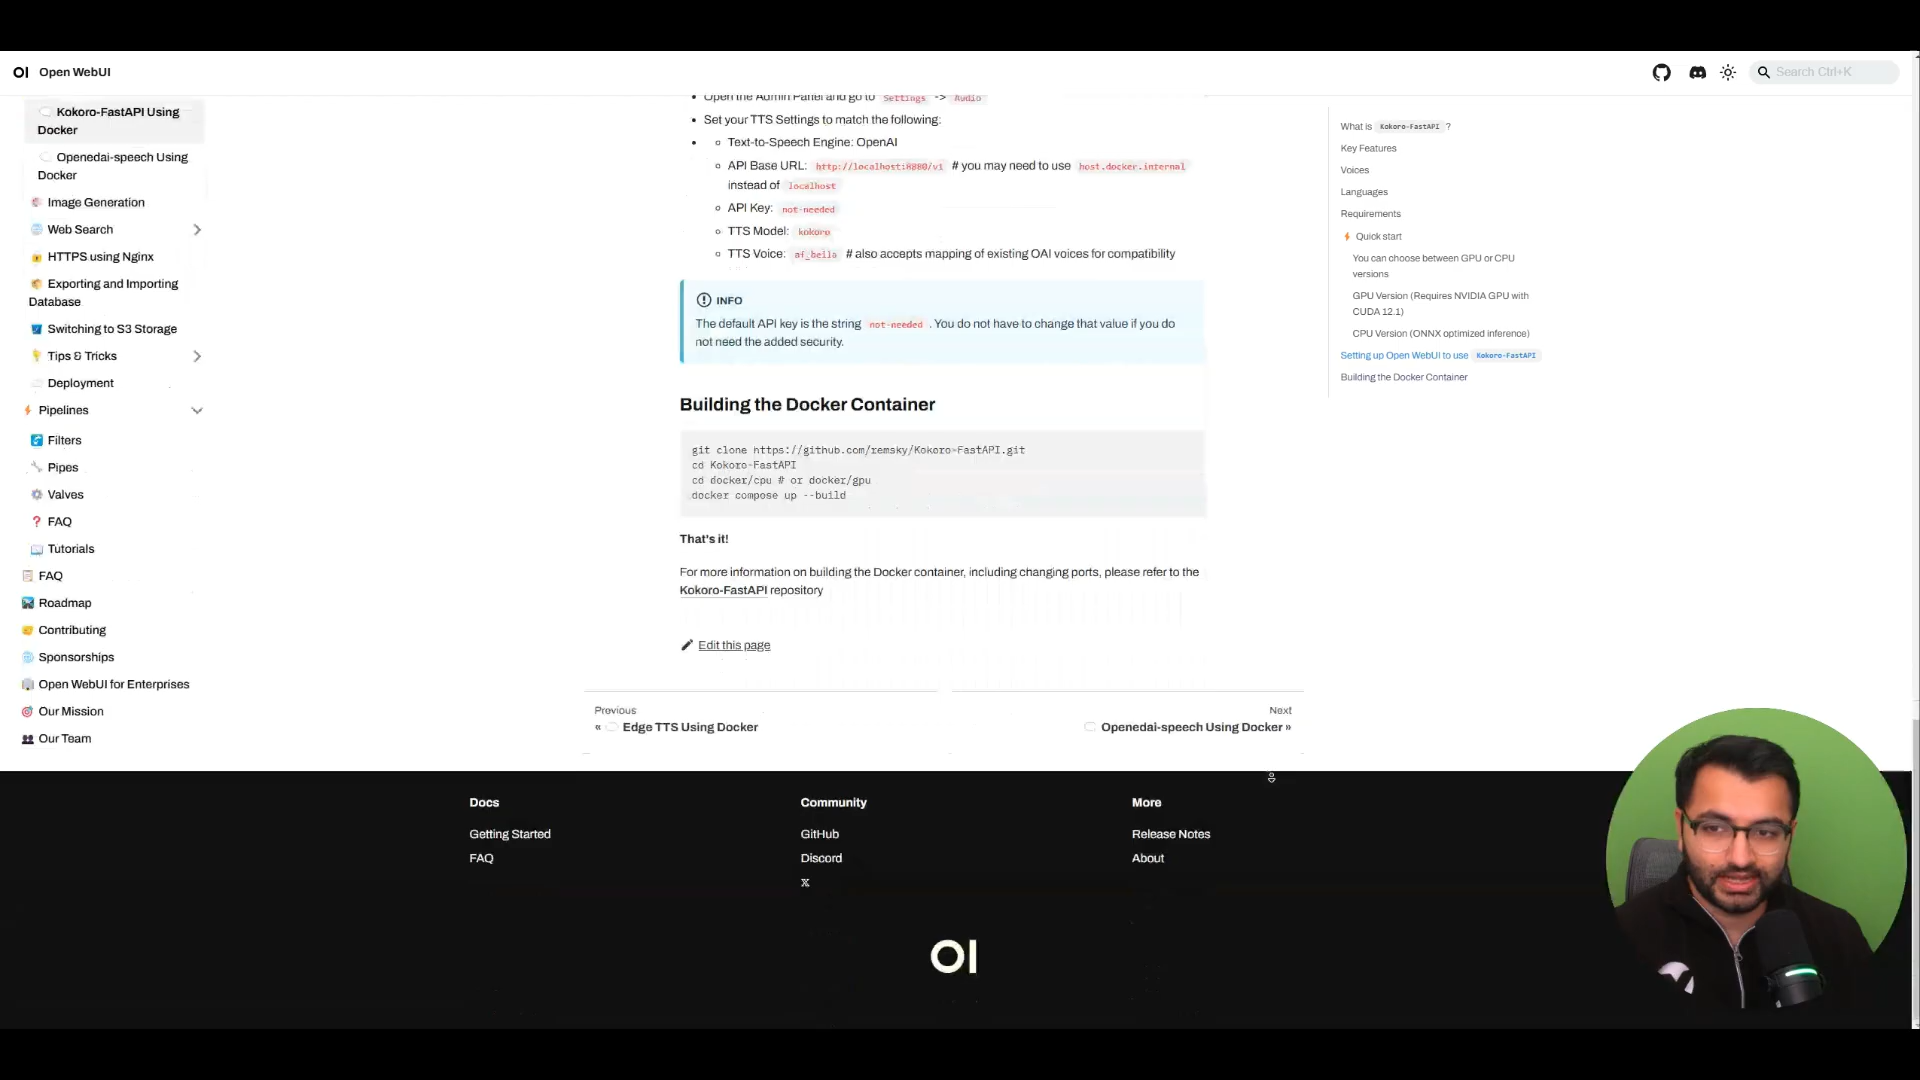 OI Open WebUI
Search Ctrl+K
Kokoro-FastAPI Using
Docker
Openedai-speech Using
Docker
Image Generation
Web Search
HTTPS using Nginx
Exporting and Importing
Database
Switching to S3 Storage
Tips & Tricks
Deployment
Pipelines
Filters
Pipes
Valves
FAQ
Tutorials
FAQ
Roadmap
Contributing
Sponsorships
Open WebUI for Enterprises
Our Mission
Our Team
Open the Admin Panel and go to Settings -> Audio
Set your TTS Settings to match the following:
Text-to-Speech Engine: OpenAI
API Base URL: http://localhost:8880/v1 # you may need to use host.docker.internal
instead of localhost
API Key: not-needed
TTS Model: kokoro
TTS Voice: af_bella # also accepts mapping of existing OAI voices for compatibility
INFO
The default API key is the string not-needed . You do not have to change that value if you do
not need the added security.
Building the Docker Container
git clone https://github.com/remsky/Kokoro-FastAPI.git
cd Kokoro-FastAPI
cd docker/cpu # or docker/gpu
docker compose up --build
That's it!
For more information on building the Docker container, including changing ports, please refer to the
Kokoro-FastAPI repository
Edit this page
Previous
« Edge TTS Using Docker
Next
Openedai-speech Using Docker »
What is Kokoro-FastAPI ?
Key Features
Voices
Languages
Requirements
Quick start
You can choose between GPU or CPU
versions
GPU Version (Requires NVIDIA GPU with
CUDA 12.1)
CPU Version (ONNX optimized inference)
Setting up Open WebUI to use Kokoro-FastAPI
Building the Docker Container
Docs
Getting Started
FAQ
Community
GitHub
Discord
X
More
Release Notes
About
OI